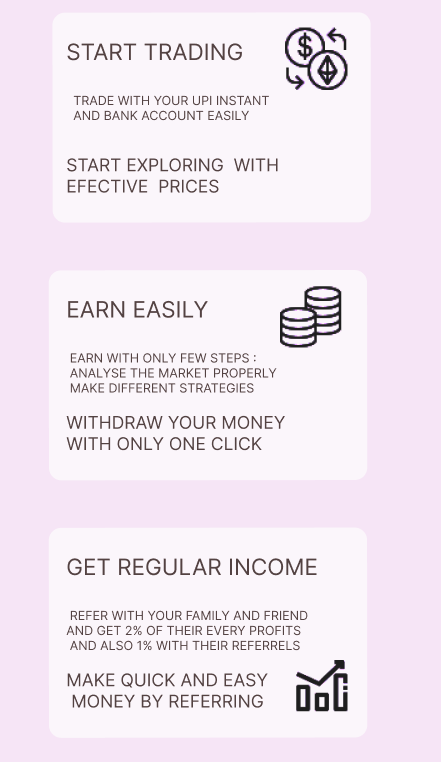 START TRADING
TRADE WITH YOUR UPI INSTANT
AND BANK ACCOUNT EASILY
START EXPLORING WITH
EFECTIVE PRICES
EARN EASILY
EARN WITH ONLY FEW STEPS :
ANALYSE THE MARKET PROPERLY
MAKE DIFFERENT STRATEGIES
WITHDRAW YOUR MONEY
WITH ONLY ONE CLICK
GET REGULAR INCOME
REFER WITH YOUR FAMILY AND FRIEND
AND GET 2% OF THEIR EVERY PROFITS
AND ALSO 1% WITH THEIR REFERRELS
MAKE QUICK AND EASY
MONEY BY REFERRING